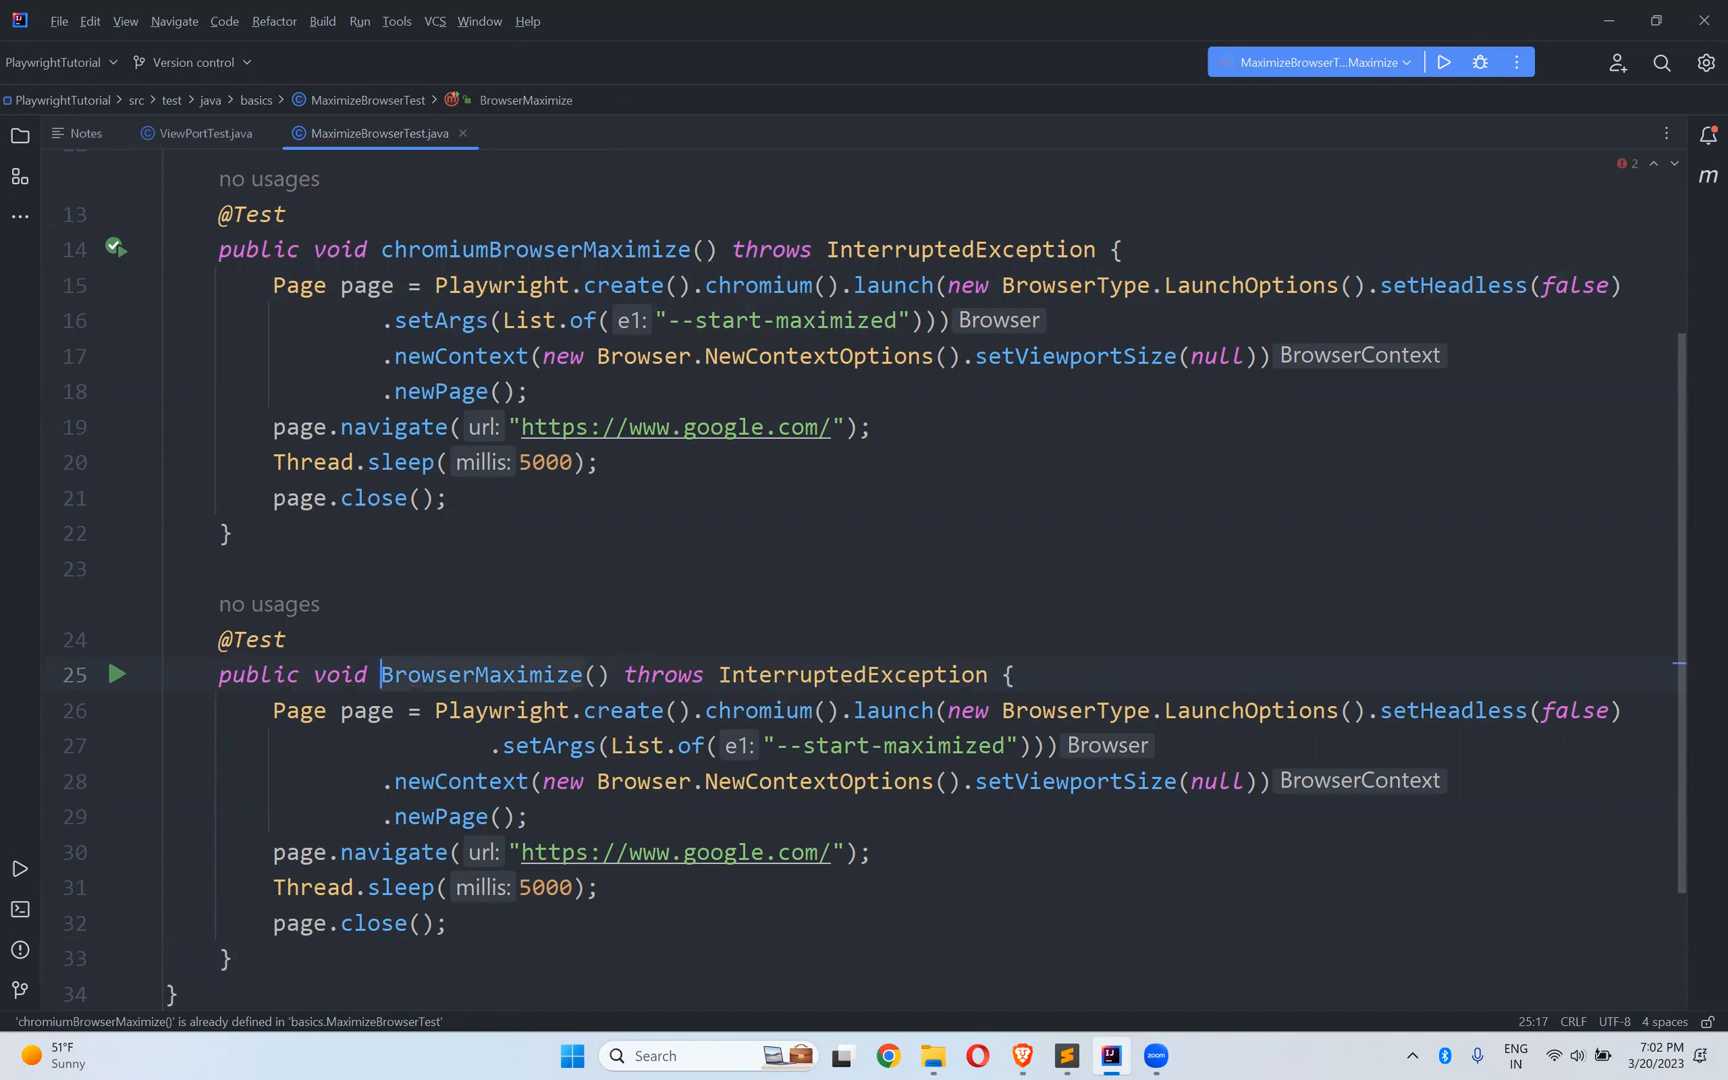 File Edit View Navigate Code Refactor Build Run Tools VCS Window Help
PlaywrightTutorial Version control MaximizeBrowserT...Maximize
PlaywrightTutorial src test java basics MaximizeBrowserTest BrowserMaximize
Notes ViewPortTest.java MaximizeBrowserTest.java
2
no usages
13 @Test
14 public void chromiumBrowserMaximize() throws InterruptedException {
15 Page page = Playwright.create().chromium().launch(new BrowserType.LaunchOptions().setHeadless(false)
16 .setArgs(List.of( e1: "--start-maximized"))) Browser
17 .newContext(new Browser.NewContextOptions().setViewportSize(null)) BrowserContext
18 .newPage();
19 page.navigate( url: "https://www.google.com/");
20 Thread.sleep( millis: 5000);
21 page.close();
22 }
23
no usages
24 @Test
25 public void BrowserMaximize() throws InterruptedException {
26 Page page = Playwright.create().chromium().launch(new BrowserType.LaunchOptions().setHeadless(false)
27 .setArgs(List.of( e1: "--start-maximized"))) Browser
28 .newContext(new Browser.NewContextOptions().setViewportSize(null)) BrowserContext
29 .newPage();
30 page.navigate( url: "https://www.google.com/");
31 Thread.sleep( millis: 5000);
32 page.close();
33 }
34 }
'chromiumBrowserMaximize()' is already defined in 'basics.MaximizeBrowserTest' 25:17 CRLF UTF-8 4 spaces
51°F
Sunny
Search
zoom
ENG
IN
7:02 PM
3/20/2023